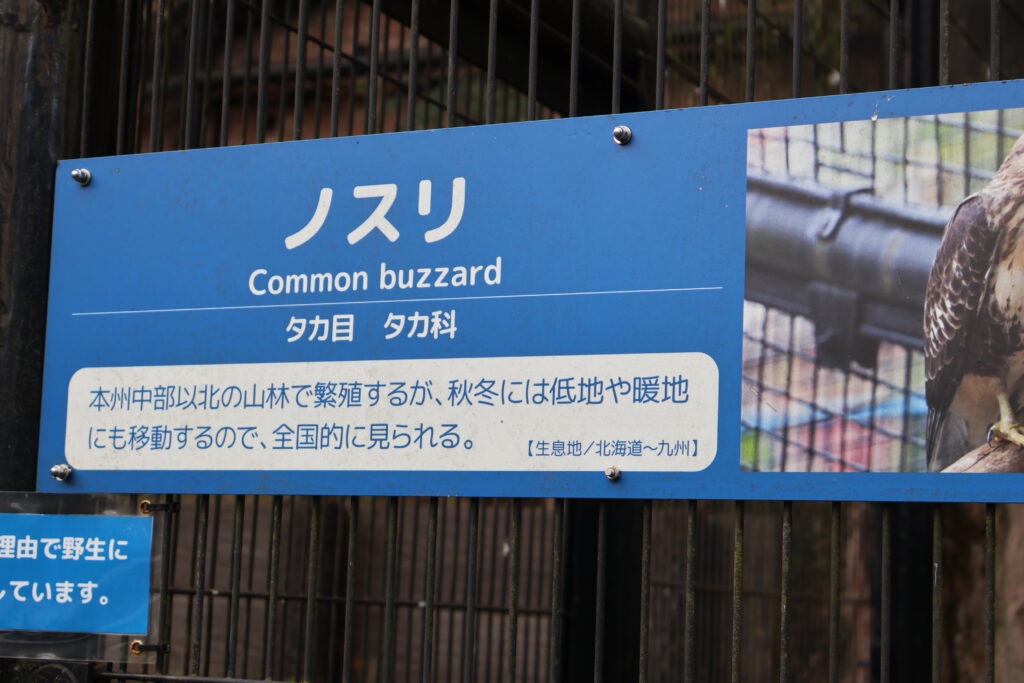 ノスリ
Common buzzard
タカ目　タカ科
本州中部以北の山林で繁殖するが、秋冬には低地や暖地
にも移動するので、全国的に見られる。
【生息地／北海道～九州】
理由で野生に
しています。